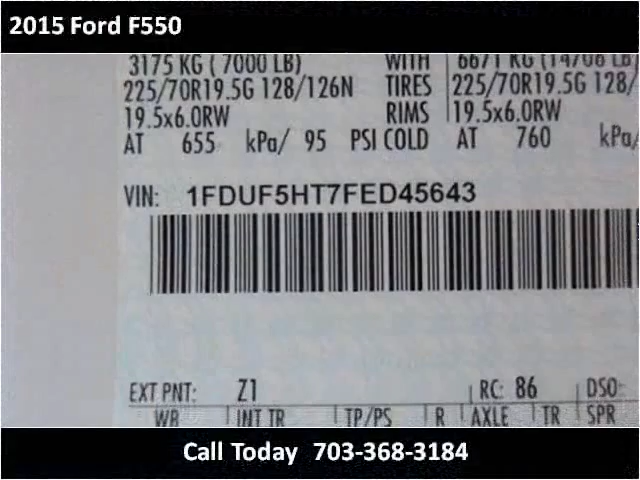 2015 Ford F550
3175 KG ( 7000 LB) WITH 6671 KG (14706 LB)
225/70R19.5G 128/126N TIRES 225/70R19.5G 128/
19.5x6.0RW RIMS 19.5x6.0RW
AT 655 kPa/ 95 PSI COLD AT 760 kPa/
VIN: 1FDUF5HT7FED45643
EXT PNT: Z1 RC: 86 DSO:
WB INT TR TP/PS R AXLE TR SPR
Call Today 703-368-3184